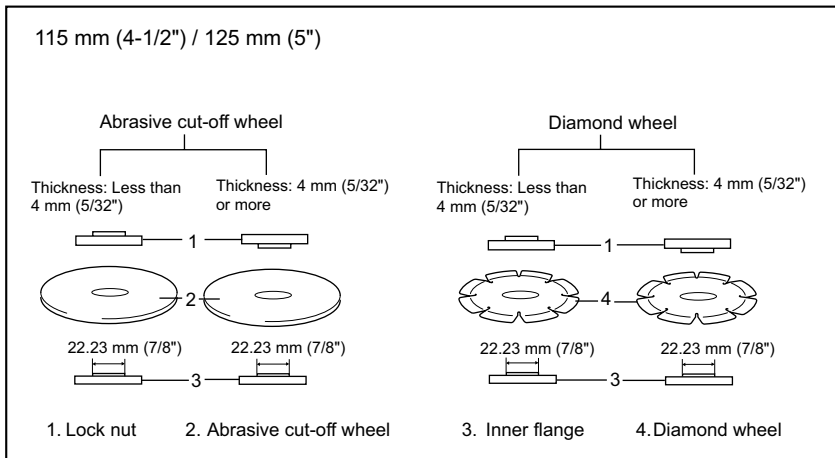 115 mm (4-1/2") / 125 mm (5")
Abrasive cut-off wheel
Diamond wheel
Thickness: Less than
4 mm (5/32")
Thickness: 4 mm (5/32")
or more
Thickness: Less than
4 mm (5/32")
Thickness: 4 mm (5/32")
or more
1
1
2
4
22.23 mm (7/8")
22.23 mm (7/8")
22.23 mm (7/8")
22.23 mm (7/8")
3
3
1. Lock nut
2. Abrasive cut-off wheel
3. Inner flange
4.Diamond wheel